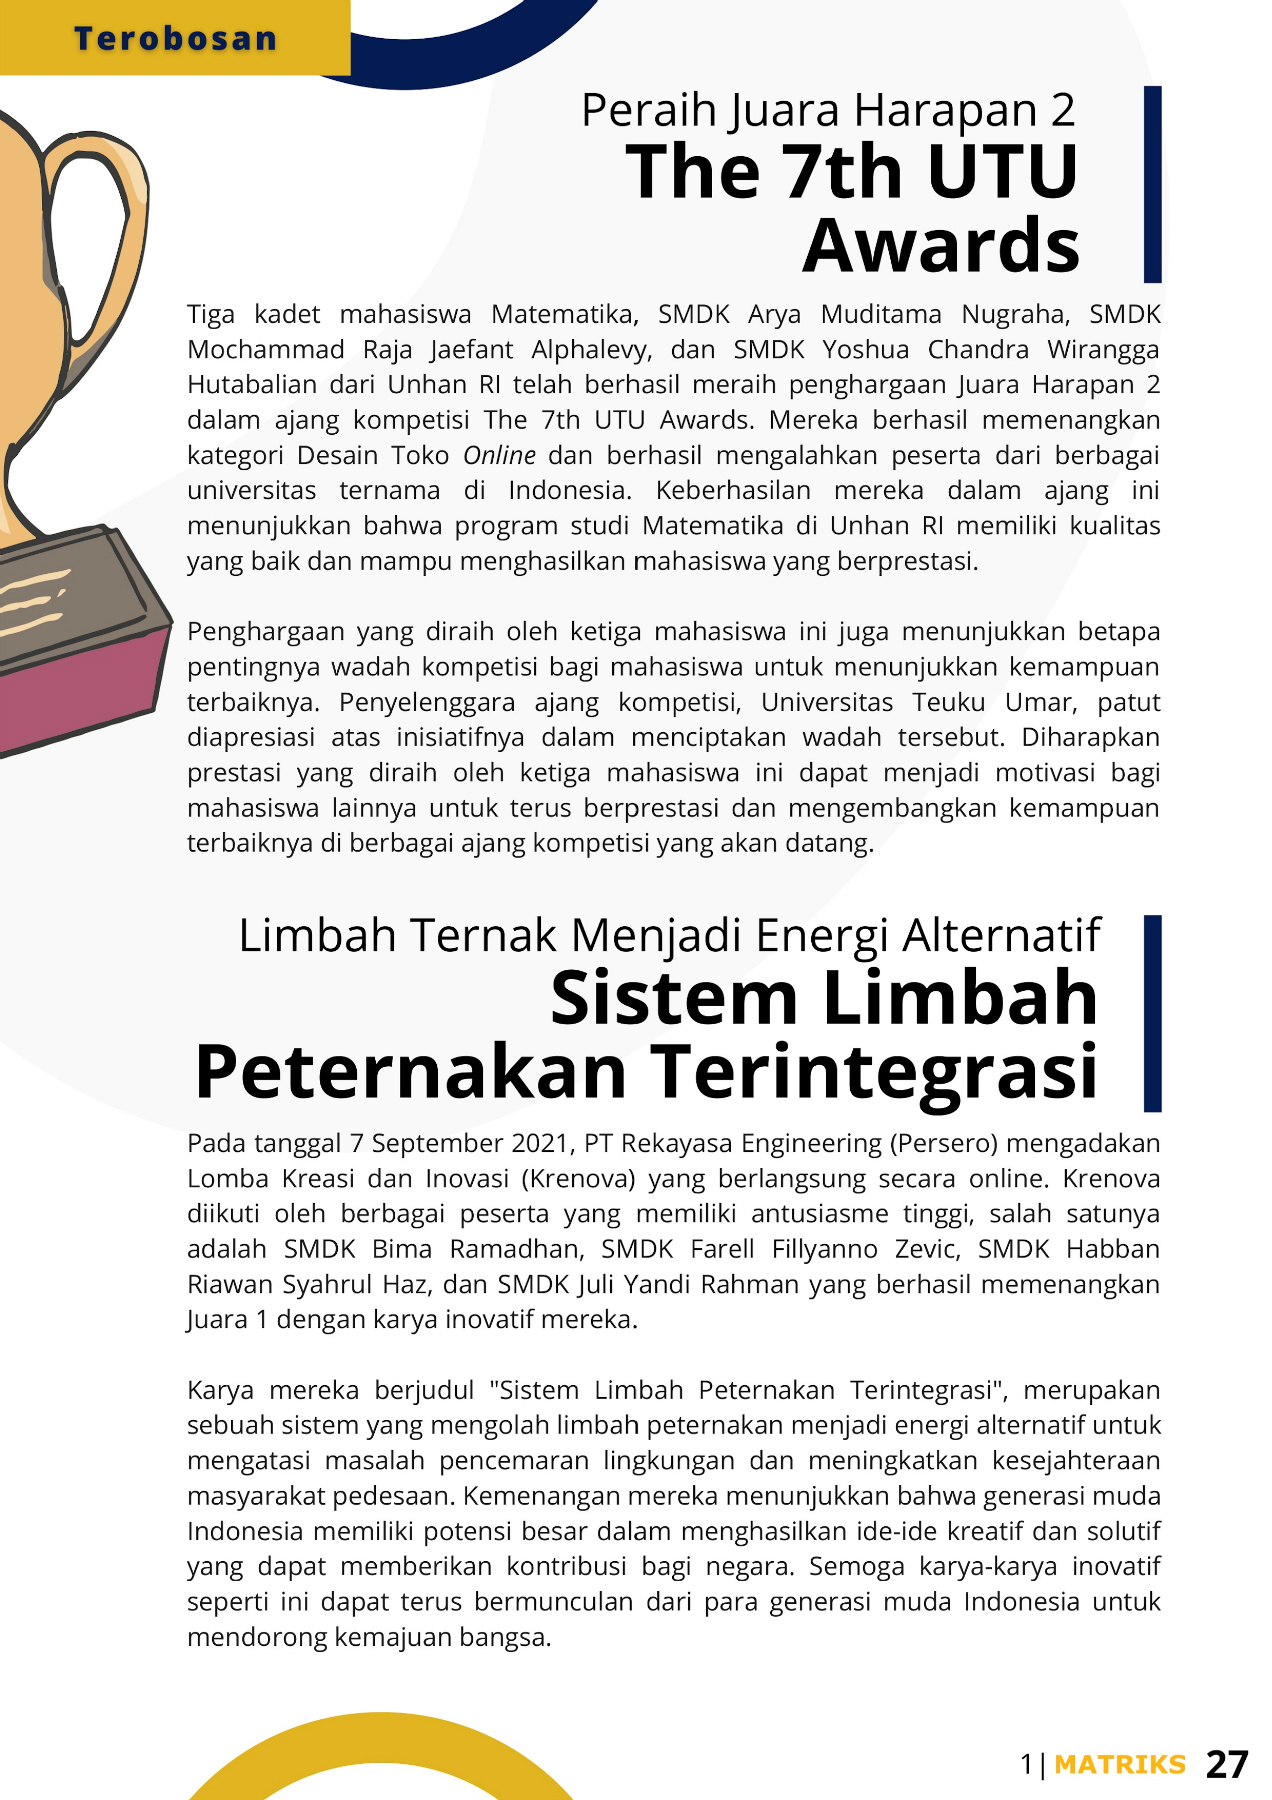 Terobosan
Peraih Juara Harapan 2
The 7th UTU
Awards
Tiga kadet mahasiswa Matematika, SMDK Arya Muditama Nugraha, SMDK
Mochammad Raja Jaefant Alphalevy, dan SMDK Yoshua Chandra Wirangga
Hutabalian dari Unhan RI telah berhasil meraih penghargaan Juara Harapan 2
dalam ajang kompetisi The 7th UTU Awards. Mereka berhasil memenangkan
kategori Desain Toko Online dan berhasil mengalahkan peserta dari berbagai
universitas ternama di Indonesia. Keberhasilan mereka dalam ajang ini
menunjukkan bahwa program studi Matematika di Unhan RI memiliki kualitas
yang baik dan mampu menghasilkan mahasiswa yang berprestasi.
Penghargaan yang diraih oleh ketiga mahasiswa ini juga menunjukkan betapa
pentingnya wadah kompetisi bagi mahasiswa untuk menunjukkan kemampuan
terbaiknya. Penyelenggara ajang kompetisi, Universitas Teuku Umar, patut
diapresiasi atas inisiatifnya dalam menciptakan wadah tersebut. Diharapkan
prestasi yang diraih oleh ketiga mahasiswa ini dapat menjadi motivasi bagi
mahasiswa lainnya untuk terus berprestasi dan mengembangkan kemampuan
terbaiknya di berbagai ajang kompetisi yang akan datang.
Limbah Ternak Menjadi Energi Alternatif
Sistem Limbah
Peternakan Terintegrasi
Pada tanggal 7 September 2021, PT Rekayasa Engineering (Persero) mengadakan
Lomba Kreasi dan Inovasi (Krenova) yang berlangsung secara online. Krenova
diikuti oleh berbagai peserta yang memiliki antusiasme tinggi, salah satunya
adalah SMDK Bima Ramadhan, SMDK Farell Fillyanno Zevic, SMDK Habban
Riawan Syahrul Haz, dan SMDK Juli Yandi Rahman yang berhasil memenangkan
Juara 1 dengan karya inovatif mereka.
Karya mereka berjudul "Sistem Limbah Peternakan Terintegrasi", merupakan
sebuah sistem yang mengolah limbah peternakan menjadi energi alternatif untuk
mengatasi masalah pencemaran lingkungan dan meningkatkan kesejahteraan
masyarakat pedesaan. Kemenangan mereka menunjukkan bahwa generasi muda
Indonesia memiliki potensi besar dalam menghasilkan ide-ide kreatif dan solutif
yang dapat memberikan kontribusi bagi negara. Semoga karya-karya inovatif
seperti ini dapat terus bermunculan dari para generasi muda Indonesia untuk
mendorong kemajuan bangsa.
1| MATRIKS 27